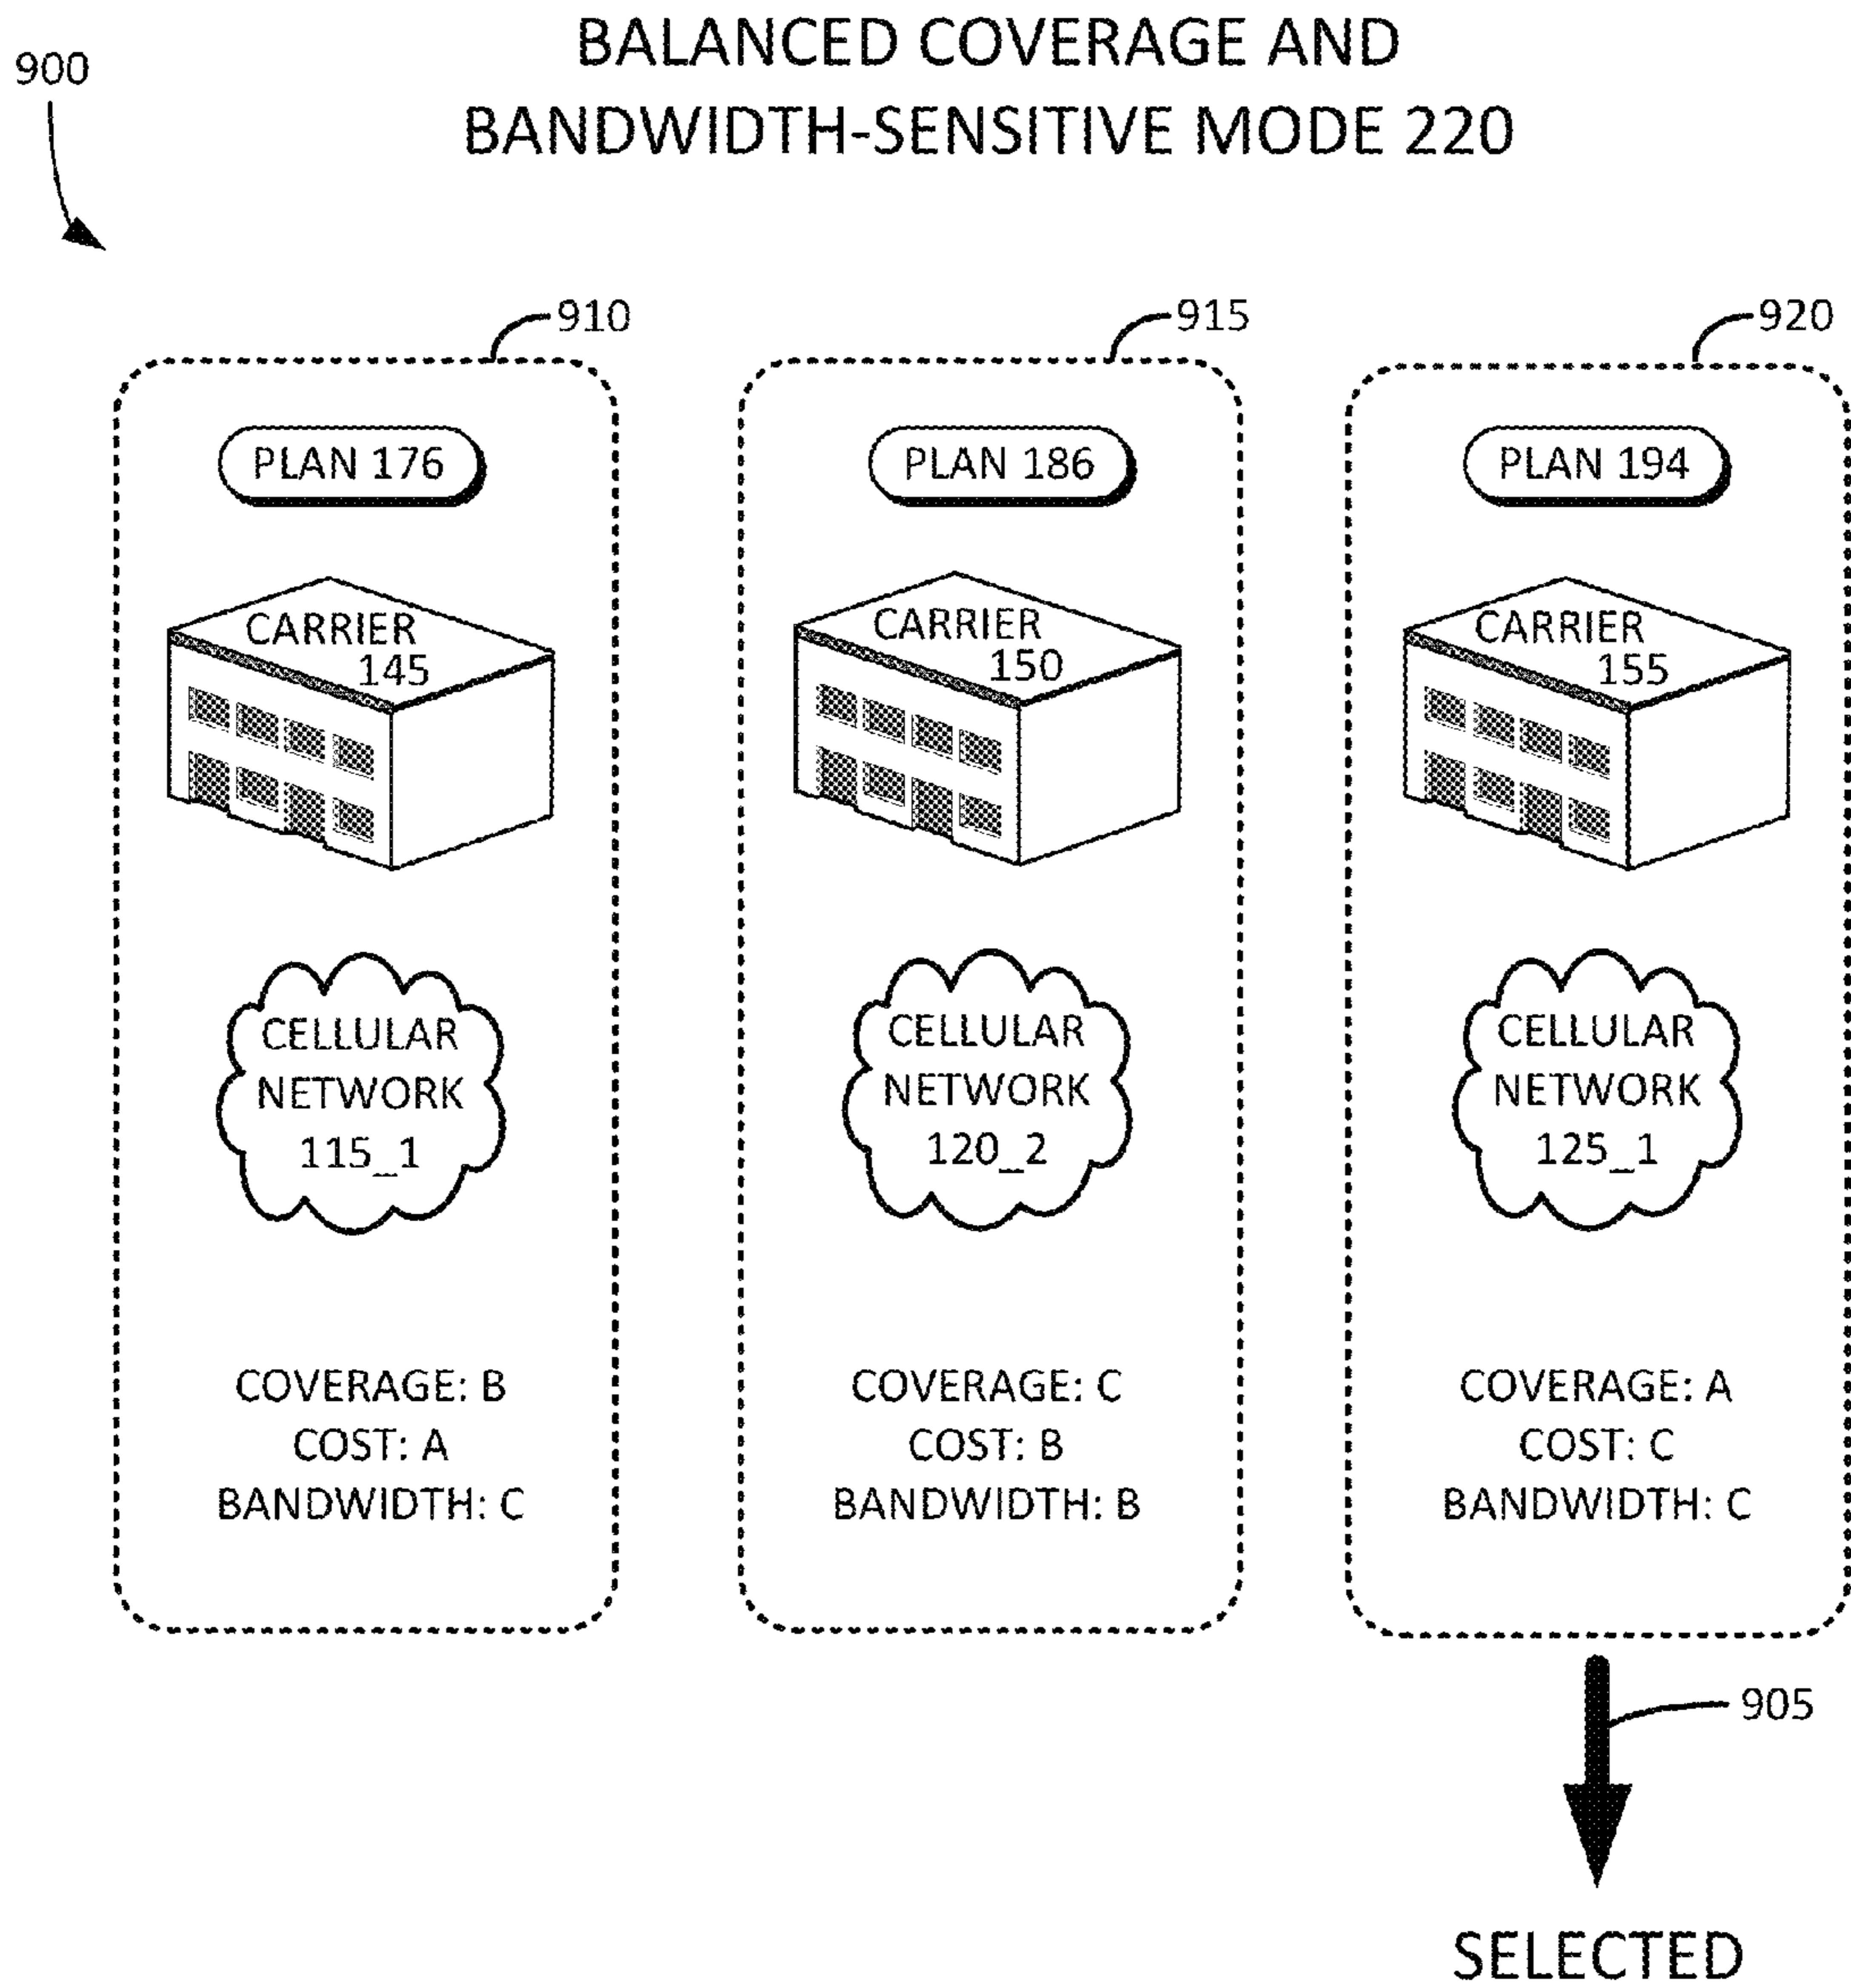 BALANCED COVERAGE AND
BANDWIDTH-SENSITIVE MODE 220
900
910
PLAN 176
CARRIER
145
CELLULAR
NETWORK
115_1
COVERAGE: B
COST: A
BANDWIDTH: C
915
PLAN 186
CARRIER
150
CELLULAR
NETWORK
120_2
COVERAGE: C
COST: B
BANDWIDTH: B
920
PLAN 194
CARRIER
155
CELLULAR
NETWORK
125_1
COVERAGE: A
COST: C
BANDWIDTH: C
905
SELECTED